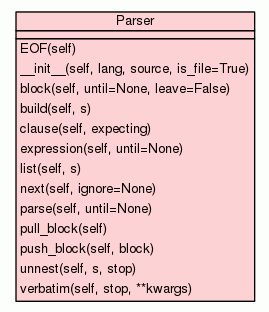 Parser
EOF(self)
__init__(self, lang, source, is_file=True)
block(self, until=None, leave=False)
build(self, s)
clause(self, expecting)
expression(self, until=None)
list(self, s)
next(self, ignore=None)
parse(self, until=None)
pull_block(self)
push_block(self, block)
unnest(self, s, stop)
verbatim(self, stop, **kwargs)